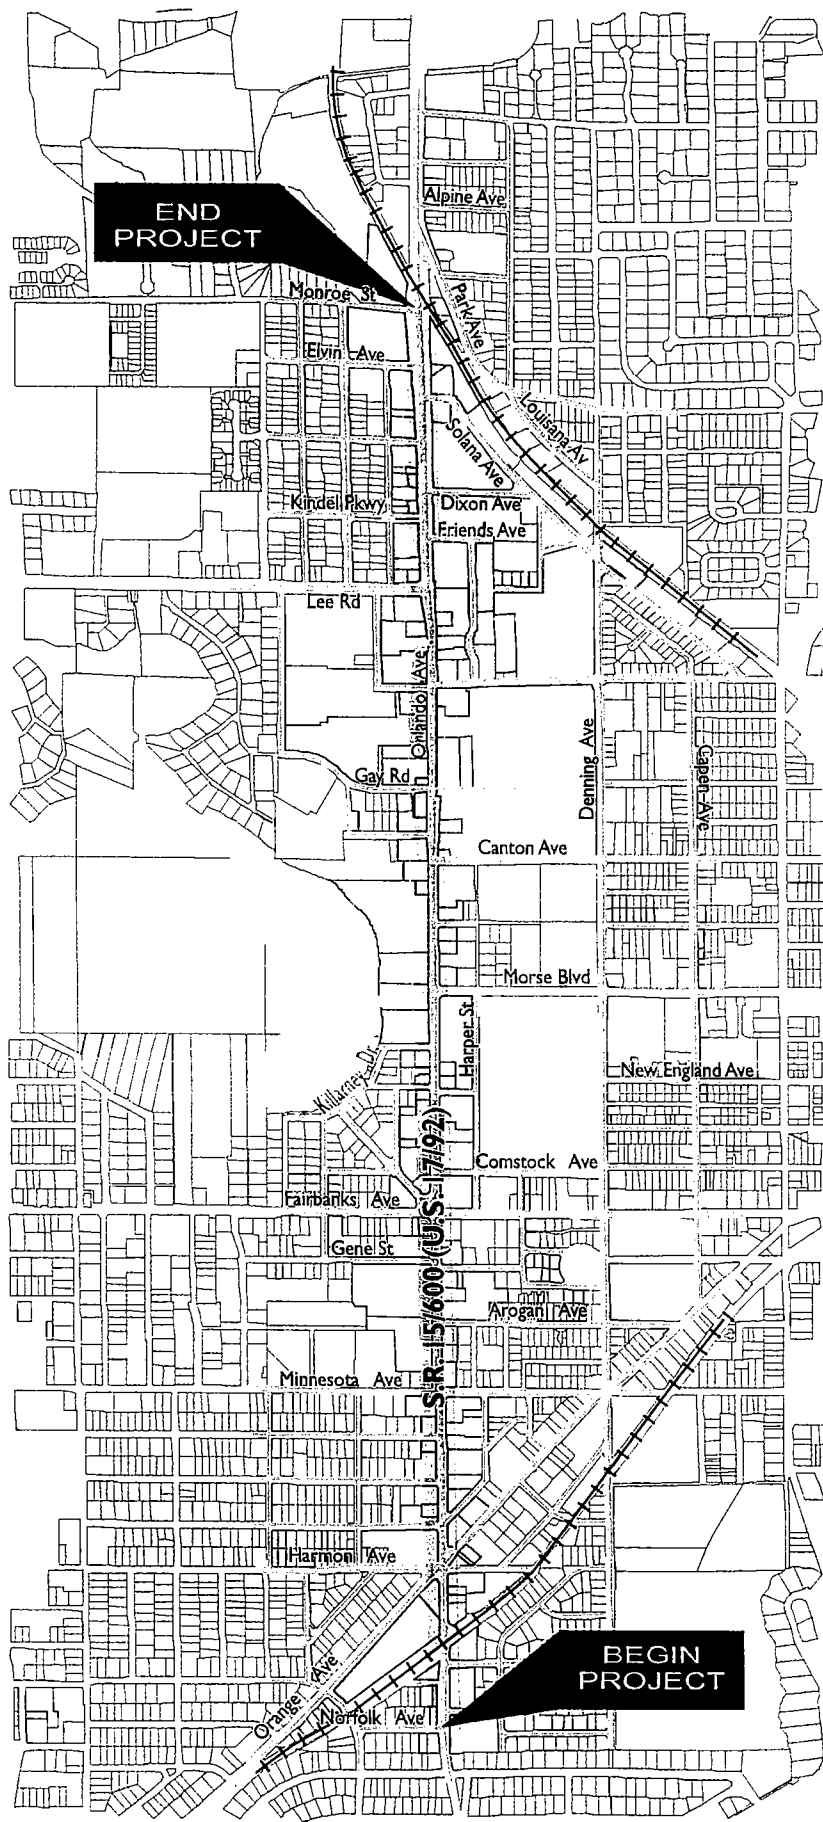 Alpine Ave
END
PROJECT
Monroe St
Park Ave
Elvin Ave
Louisana Av
Solana Ave
Kindel Pkwy
Dixon Ave
Friends Ave
Lee Rd
Orlando Ave
Denning Ave
Capen Ave
Gay Rd
Canton Ave
Morse Blvd
Harper St
Killarney Dr
New England Ave
S.R. 15/600 (U.S. 17/92)
Comstock Ave
Fairbanks Ave
Gene St
Arogan Ave
Minnesota Ave
Harmon Ave
BEGIN
PROJECT
Orange Ave
Norfolk Ave